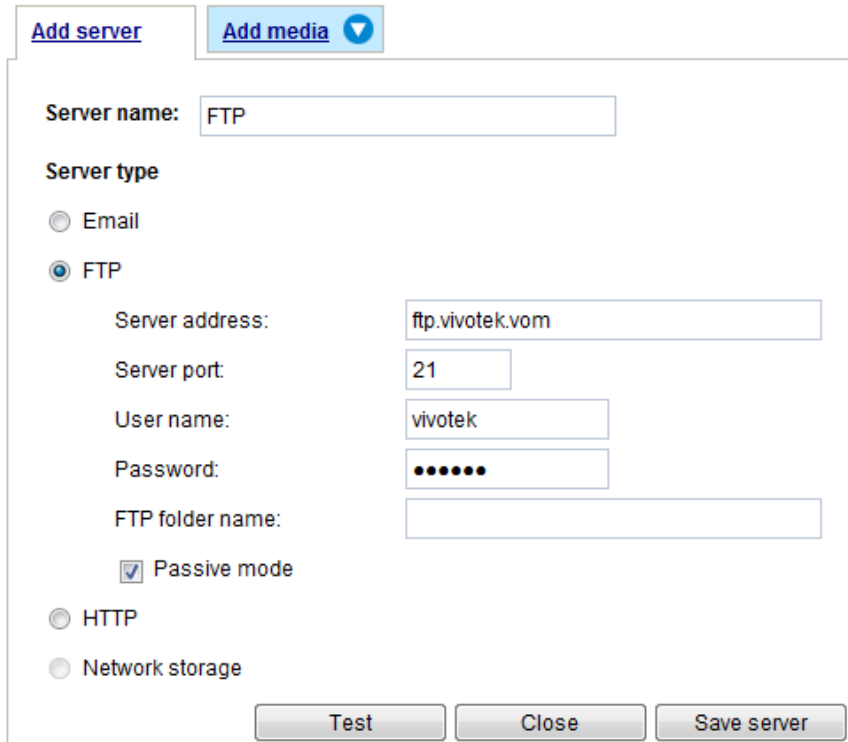 Add server Add media
Server name: FTP
Server type
Email
FTP
Server address: ftp.vivotek.vom
Server port: 21
User name: vivotek
Password: ●●●●●●
FTP folder name:
Passive mode
HTTP
Network storage
Test Close Save server